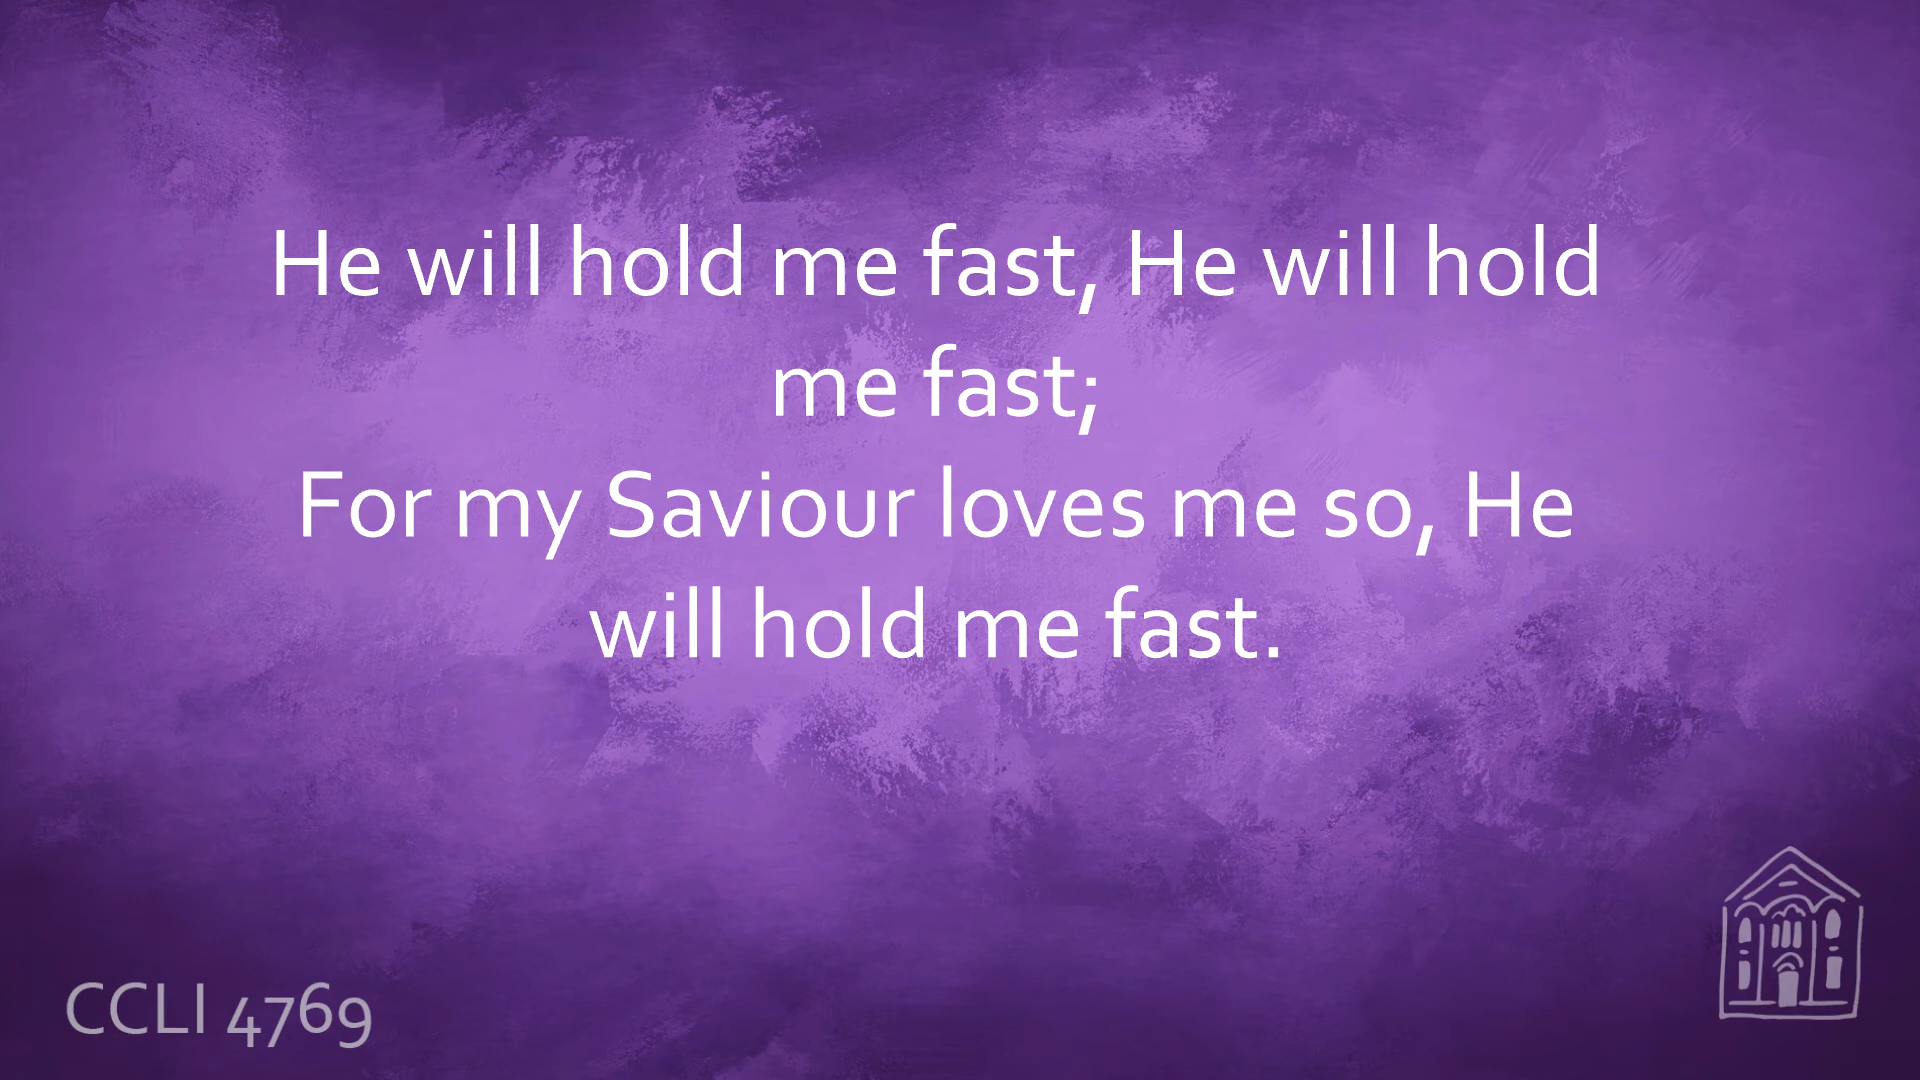 He will hold me fast, He will hold
me fast;
For my Saviour loves me so, He
will hold me fast.
CCLI 4769